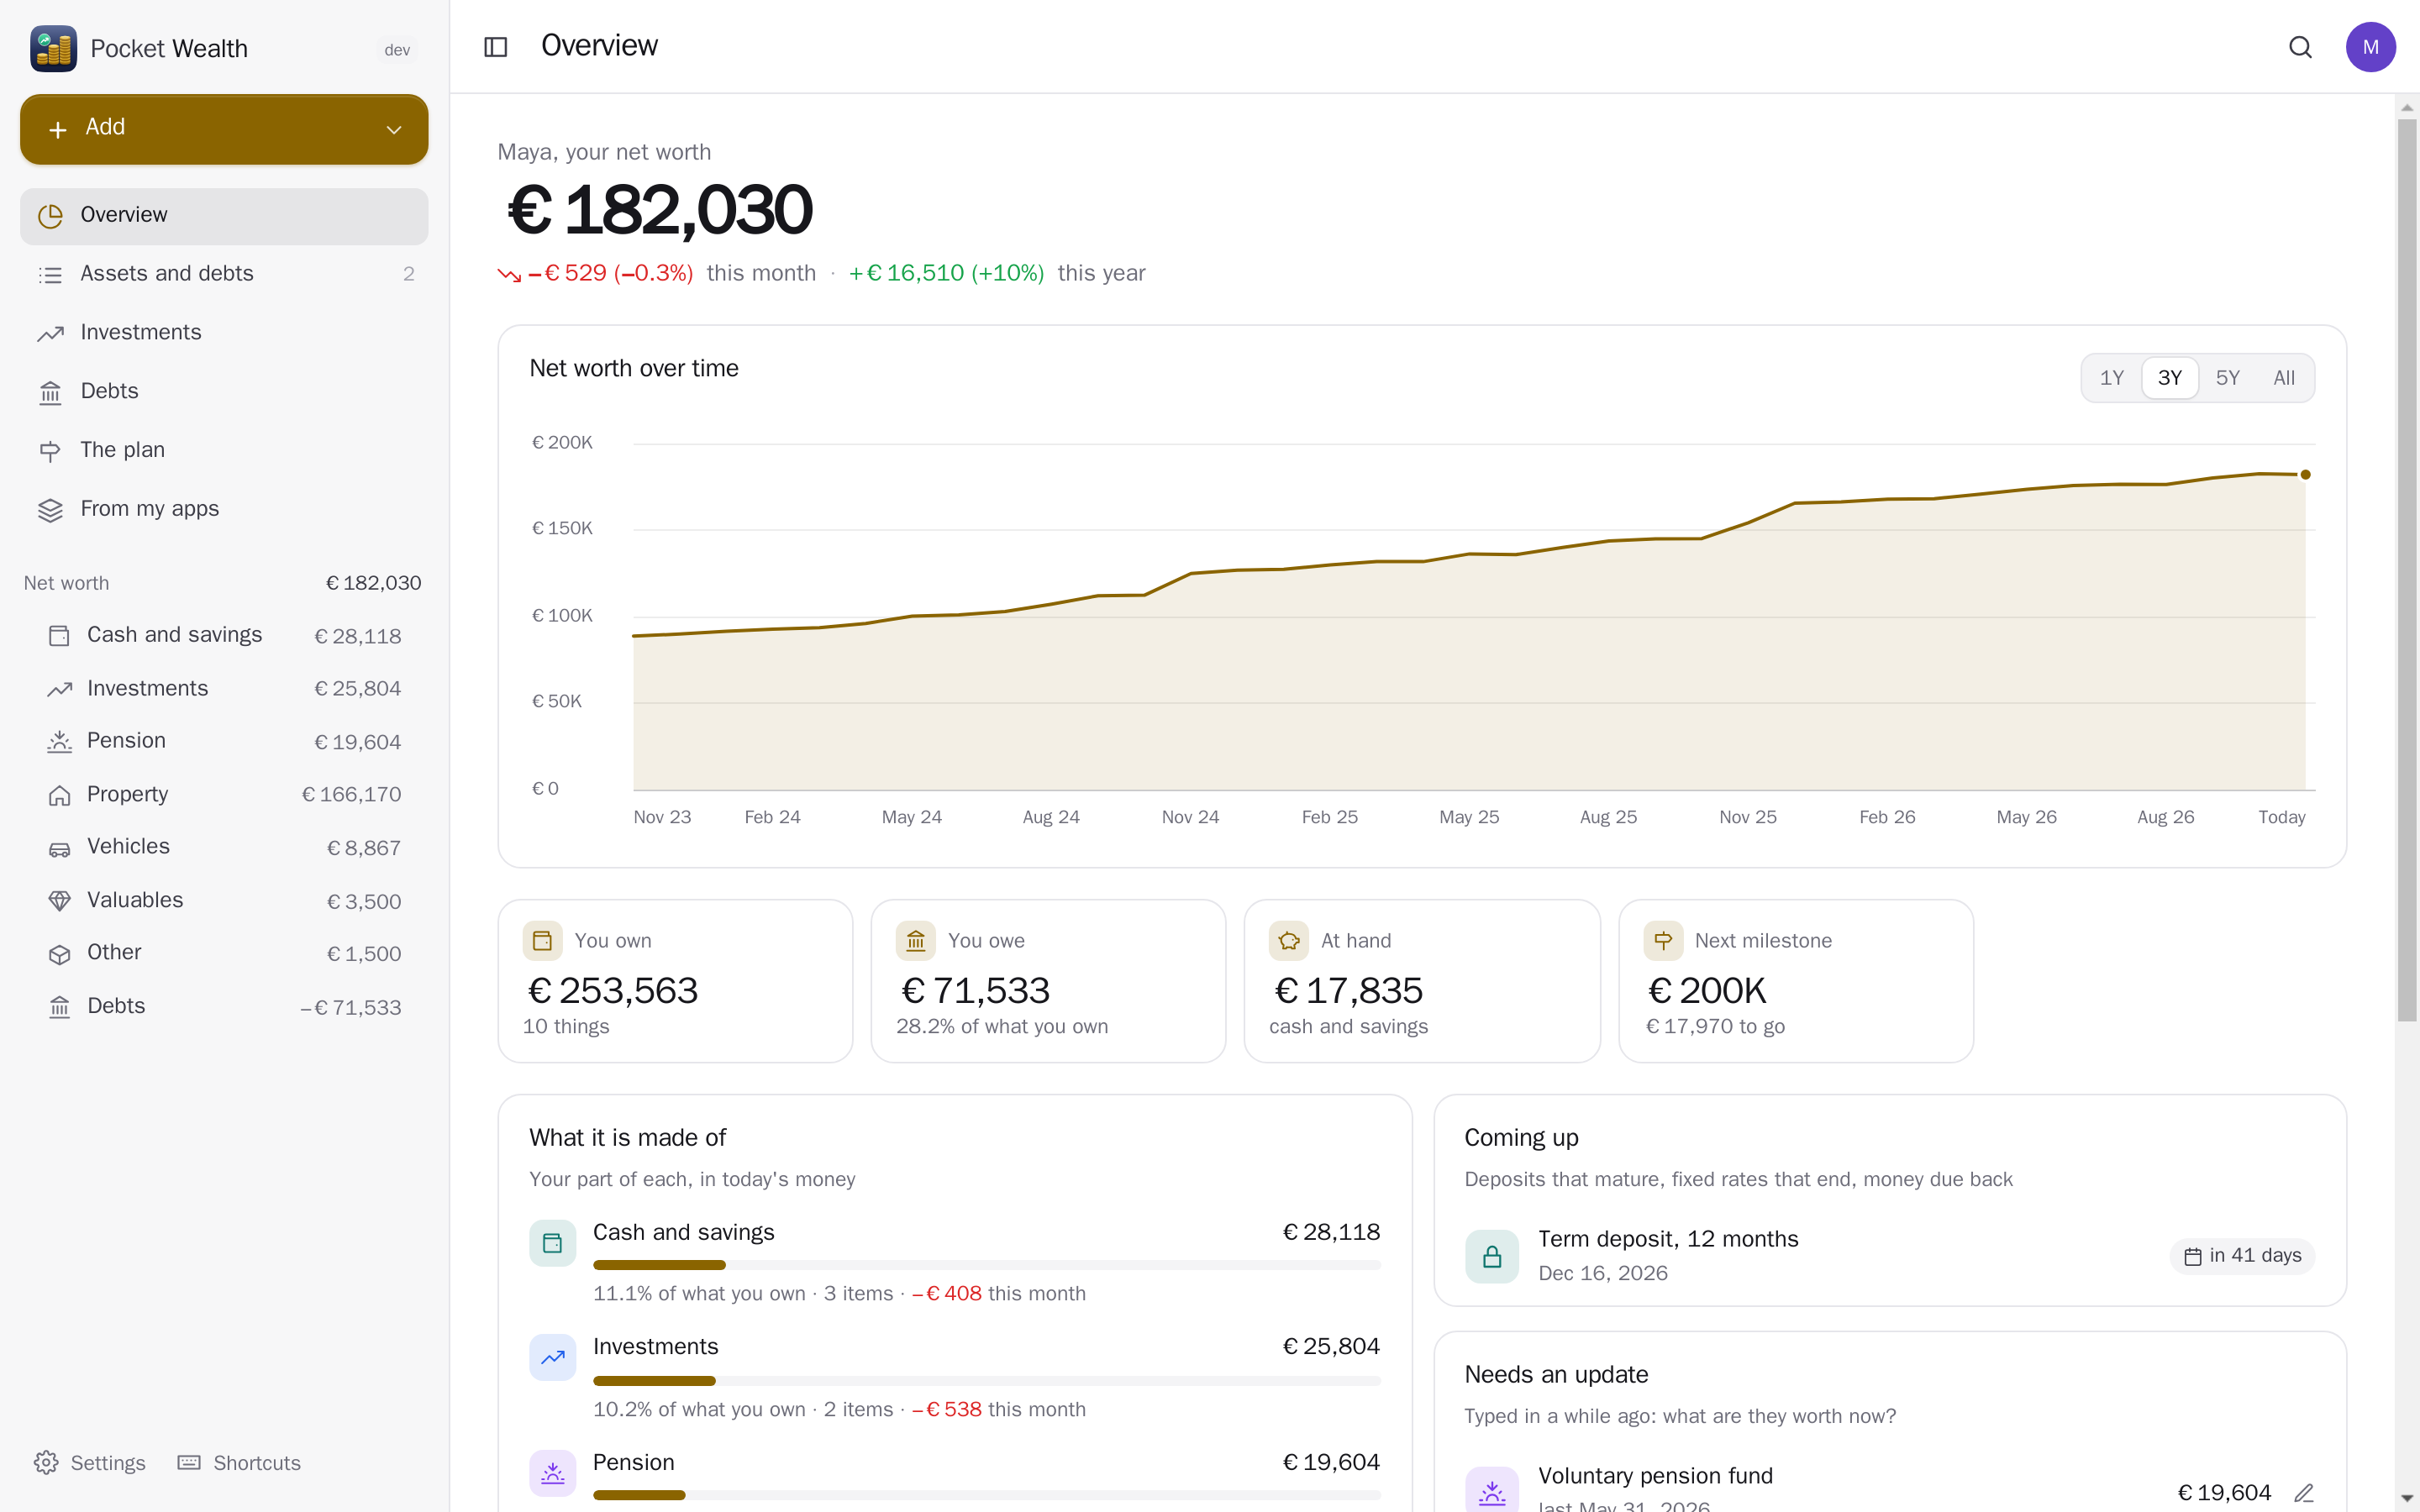 Pocket Wealth
dev
Add
Overview
Assets and debts 2
Investments
Debts
The plan
From my apps
Net worth € 182,030
Cash and savings € 28,118
Investments € 25,804
Pension € 19,604
Property € 166,170
Vehicles € 8,867
Valuables € 3,500
Other € 1,500
Debts –€ 71,533
Settings Shortcuts
Overview
M
Maya, your net worth
€ 182,030
–€ 529 (–0.3%) this month · +€ 16,510 (+10%) this year
Net worth over time
1Y 3Y 5Y All
€ 200K
€ 150K
€ 100K
€ 50K
€ 0
Nov 23 Feb 24 May 24 Aug 24 Nov 24 Feb 25 May 25 Aug 25 Nov 25 Feb 26 May 26 Aug 26 Today
You own
€ 253,563
10 things
You owe
€ 71,533
28.2% of what you own
At hand
€ 17,835
cash and savings
Next milestone
€ 200K
€ 17,970 to go
What it is made of
Your part of each, in today's money
Cash and savings € 28,118
11.1% of what you own · 3 items · –€ 408 this month
Investments € 25,804
10.2% of what you own · 2 items · –€ 538 this month
Pension € 19,604
Coming up
Deposits that mature, fixed rates that end, money due back
Term deposit, 12 months
Dec 16, 2026
in 41 days
Needs an update
Typed in a while ago: what are they worth now?
Voluntary pension fund
last May 31, 2026
€ 19,604